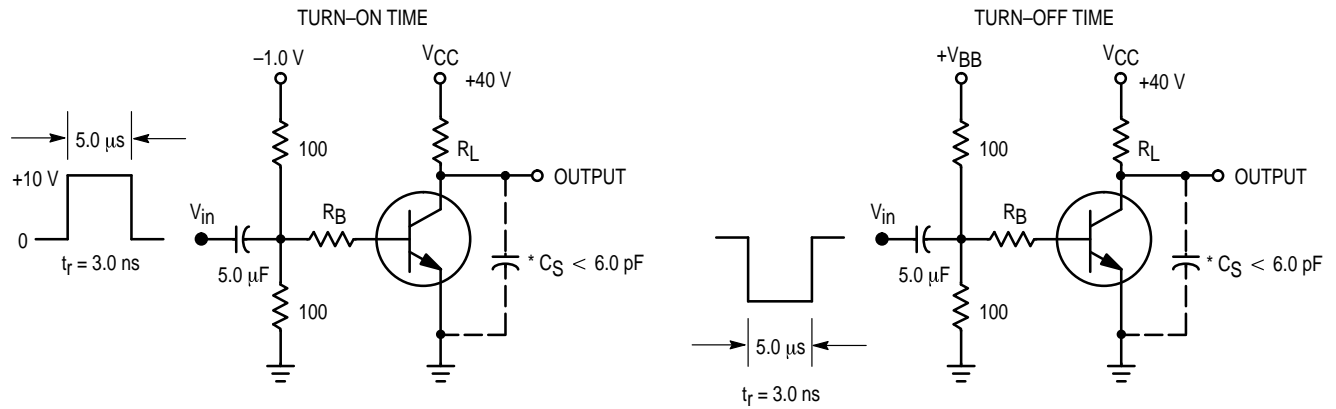 TURN–ON TIME
–1.0 V
VCC
+40 V
5.0 µs
100
RL
+10 V
OUTPUT
Vin
RB
0
* CS < 6.0 pF
tr = 3.0 ns
5.0 µF
100
TURN–OFF TIME
+VBB
VCC
+40 V
100
RL
OUTPUT
Vin
RB
* CS < 6.0 pF
5.0 µF
100
5.0 µs
tr = 3.0 ns